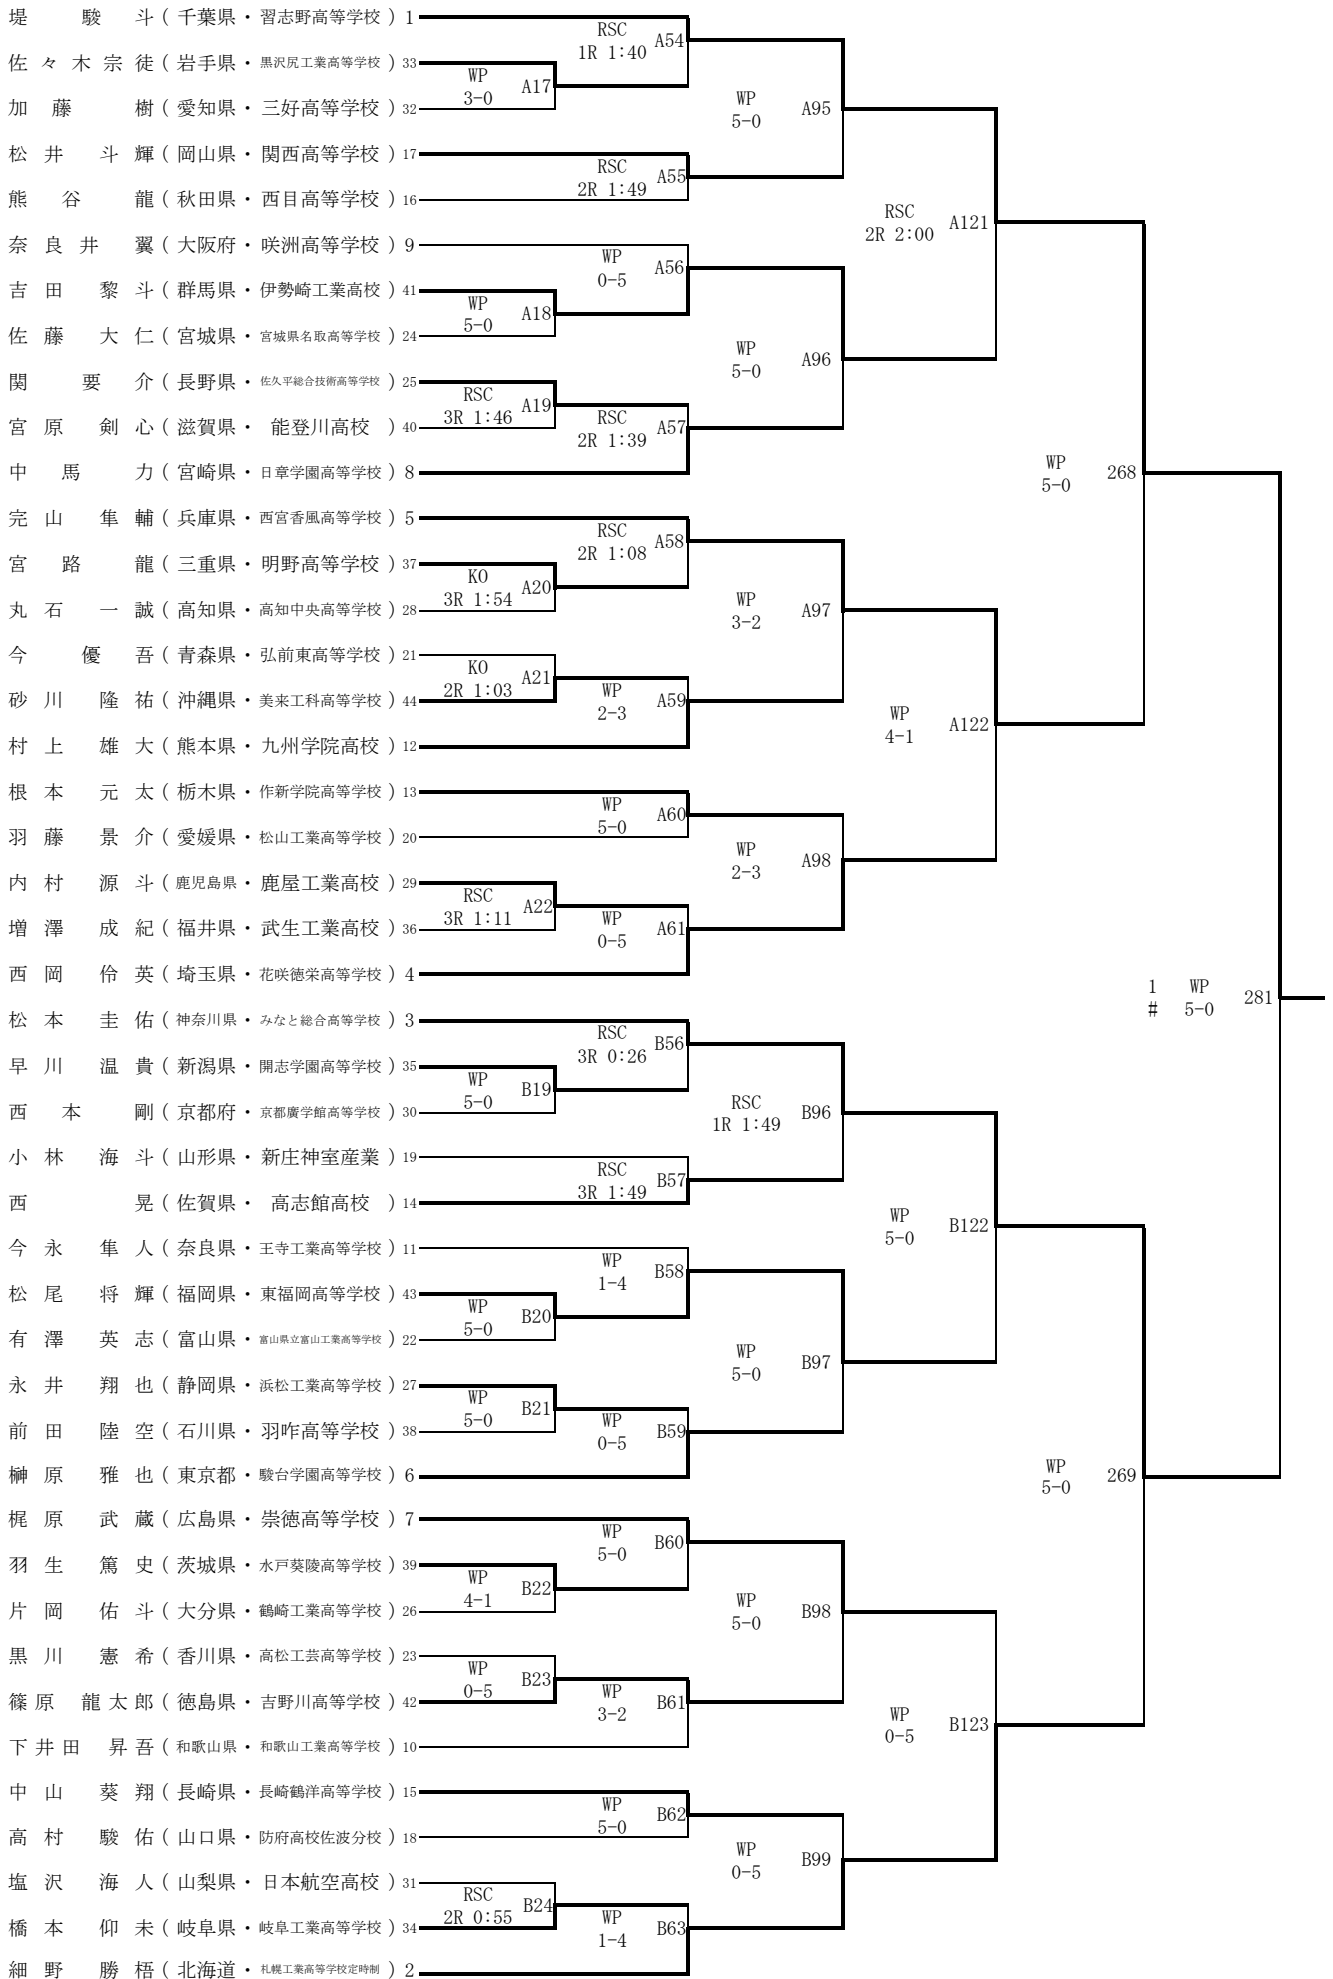 堤 駿 斗 ( 千葉県・習志野高等学校 ) 1
RSC
1R 1:40 A54
佐 々 木 宗 徒 ( 岩手県・黒沢尻工業高等学校 ) 33
WP
3-0 A17
加 藤 樹 ( 愛知県・三好高等学校 ) 32
WP
5-0 A95
松 井 斗 輝 ( 岡山県・関西高等学校 ) 17
RSC
2R 1:49 A55
熊 谷 龍 ( 秋田県・西目高等学校 ) 16
RSC
2R 2:00 A121
奈 良 井 翼 ( 大阪府・咲洲高等学校 ) 9
WP
0-5 A56
吉 田 黎 斗 ( 群馬県・伊勢崎工業高校 ) 41
WP
5-0 A18
佐 藤 大 仁 ( 宮城県・宮城県名取高等学校 ) 24
WP
5-0 A96
関 要 介 ( 長野県・佐久平総合技術高等学校 ) 25
RSC
3R 1:46 A19
宮 原 剣 心 ( 滋賀県・能登川高校 ) 40
RSC
2R 1:39 A57
中 馬 力 ( 宮崎県・日章学園高等学校 ) 8
WP
5-0 268
完 山 隼 輔 ( 兵庫県・西宮香風高等学校 ) 5
RSC
2R 1:08 A58
宮 路 龍 ( 三重県・明野高等学校 ) 37
KO
3R 1:54 A20
丸 石 一 誠 ( 高知県・高知中央高等学校 ) 28
WP
3-2 A97
今 優 吾 ( 青森県・弘前東高等学校 ) 21
KO
2R 1:03 A21
砂 川 隆 祐 ( 沖縄県・美来工科高等学校 ) 44
WP
2-3 A59
村 上 雄 大 ( 熊本県・九州学院高校 ) 12
WP
4-1 A122
根 本 元 太 ( 栃木県・作新学院高等学校 ) 13
WP
5-0 A60
羽 藤 景 介 ( 愛媛県・松山工業高等学校 ) 20
WP
2-3 A98
内 村 源 斗 ( 鹿児島県・鹿屋工業高校 ) 29
RSC
3R 1:11 A22
増 澤 成 紀 ( 福井県・武生工業高校 ) 36
WP
0-5 A61
西 岡 伶 英 ( 埼玉県・花咲徳栄高等学校 ) 4
1 WP
# 5-0 281
松 本 圭 佑 ( 神奈川県・みなと総合高等学校 ) 3
RSC
3R 0:26 B56
早 川 温 貴 ( 新潟県・開志学園高等学校 ) 35
WP
5-0 B19
西 本 剛 ( 京都府・京都廣学館高等学校 ) 30
RSC
1R 1:49 B96
小 林 海 斗 ( 山形県・新庄神室産業 ) 19
RSC
3R 1:49 B57
西 晃 ( 佐賀県・高志館高校 ) 14
WP
5-0 B122
今 永 隼 人 ( 奈良県・王寺工業高等学校 ) 11
WP
1-4 B58
松 尾 将 輝 ( 福岡県・東福岡高等学校 ) 43
WP
5-0 B20
有 澤 英 志 ( 富山県・富山県立富山工業高等学校 ) 22
WP
5-0 B97
永 井 翔 也 ( 静岡県・浜松工業高等学校 ) 27
WP
5-0 B21
前 田 陸 空 ( 石川県・羽咋高等学校 ) 38
WP
0-5 B59
榊 原 雅 也 ( 東京都・駿台学園高等学校 ) 6
WP
5-0 269
梶 原 武 蔵 ( 広島県・崇徳高等学校 ) 7
WP
5-0 B60
羽 生 篤 史 ( 茨城県・水戸葵陵高等学校 ) 39
WP
4-1 B22
片 岡 佑 斗 ( 大分県・鶴崎工業高等学校 ) 26
WP
5-0 B98
黒 川 憲 希 ( 香川県・高松工芸高等学校 ) 23
WP
0-5 B23
篠 原 龍 太 郎 ( 徳島県・吉野川高等学校 ) 42
WP
3-2 B61
下 井 田 昇 吾 ( 和歌山県・和歌山工業高等学校 ) 10
WP
0-5 B123
中 山 葵 翔 ( 長崎県・長崎鶴洋高等学校 ) 15
WP
5-0 B62
高 村 駿 佑 ( 山口県・防府高校佐波分校 ) 18
WP
0-5 B99
塩 沢 海 人 ( 山梨県・日本航空高校 ) 31
RSC
2R 0:55 B24
橋 本 仰 未 ( 岐阜県・岐阜工業高等学校 ) 34
WP
1-4 B63
細 野 勝 梧 ( 北海道・札幌工業高等学校定時制 ) 2